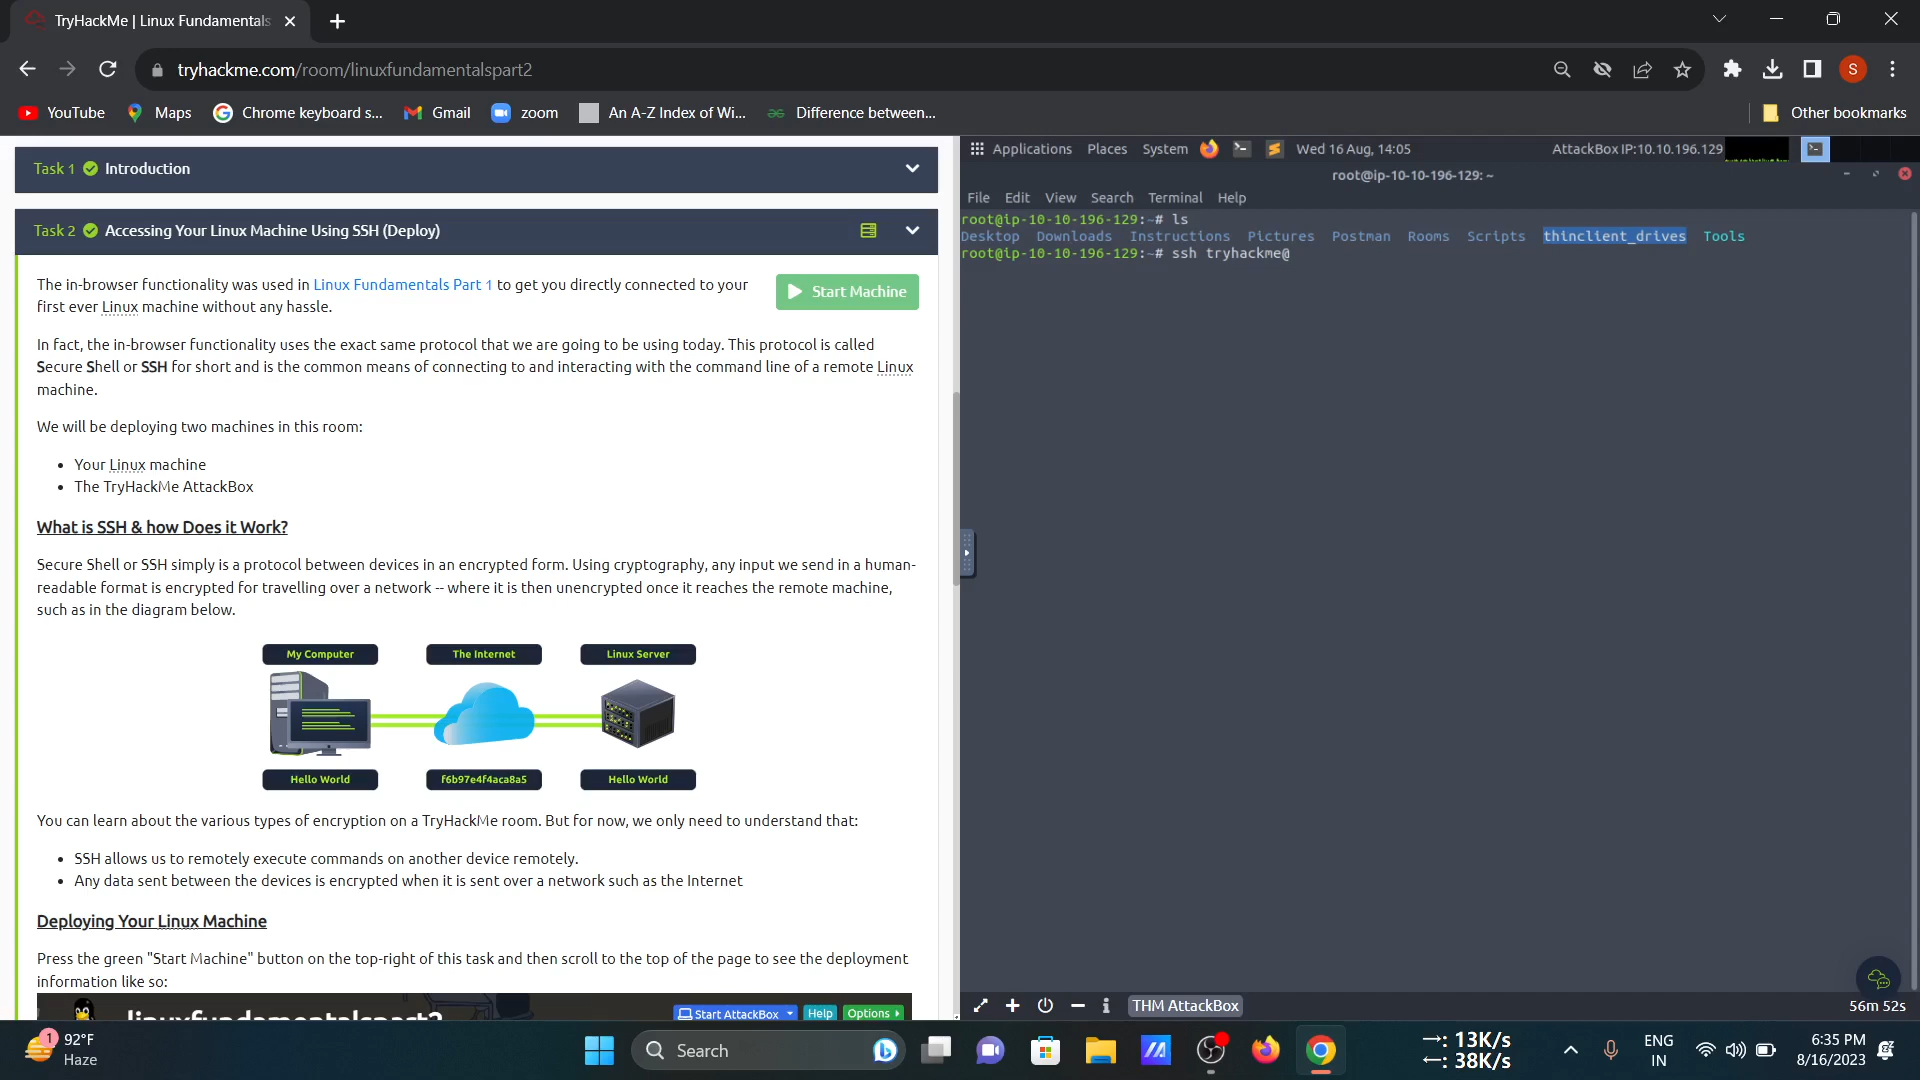 TryHackMe | Linux Fundamentals
tryhackme.com/room/linuxfundamentalspart2
S
YouTube
Maps
Chrome keyboard s...
Gmail
zoom
An A-Z Index of Wi...
Difference between...
Other bookmarks
Task 1 Introduction
Task 2 Accessing Your Linux Machine Using SSH (Deploy)
The in-browser functionality was used in Linux Fundamentals Part 1 to get you directly connected to your
first ever Linux machine without any hassle.
Start Machine
In fact, the in-browser functionality uses the exact same protocol that we are going to be using today. This protocol is called
Secure Shell or SSH for short and is the common means of connecting to and interacting with the command line of a remote Linux
machine.
We will be deploying two machines in this room:
• Your Linux machine
• The TryHackMe AttackBox
What is SSH & how Does it Work?
Secure Shell or SSH simply is a protocol between devices in an encrypted form. Using cryptography, any input we send in a human-
readable format is encrypted for travelling over a network -- where it is then unencrypted once it reaches the remote machine,
such as in the diagram below.
My Computer The Internet Linux Server
Hello World f6b97e4f4aca8a5 Hello World
You can learn about the various types of encryption on a TryHackMe room. But for now, we only need to understand that:
• SSH allows us to remotely execute commands on another device remotely.
• Any data sent between the devices is encrypted when it is sent over a network such as the Internet
Deploying Your Linux Machine
Press the green "Start Machine" button on the top-right of this task and then scroll to the top of the page to see the deployment
information like so:
linuxfundamentalspart2
Start AttackBox Help Options
Applications Places System Wed 16 Aug, 14:05 AttackBox IP:10.10.196.129
root@ip-10-10-196-129: ~
File Edit View Search Terminal Help
root@ip-10-10-196-129:~# ls
Desktop Downloads Instructions Pictures Postman Rooms Scripts thinclient_drives Tools
root@ip-10-10-196-129:~# ssh tryhackme@
THM AttackBox
56m 52s
1
92°F
Haze
Search
→: 13K/s
←: 38K/s
ENG
IN
6:35 PM
8/16/2023